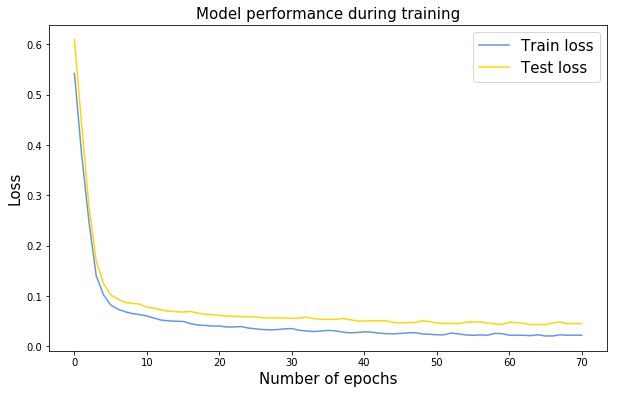 Model performance during training
Train loss
Test loss
Loss
0.6
0.5
0.4
0.3
0.2
0.1
0.0
0 10 20 30 40 50 60 70
Number of epochs